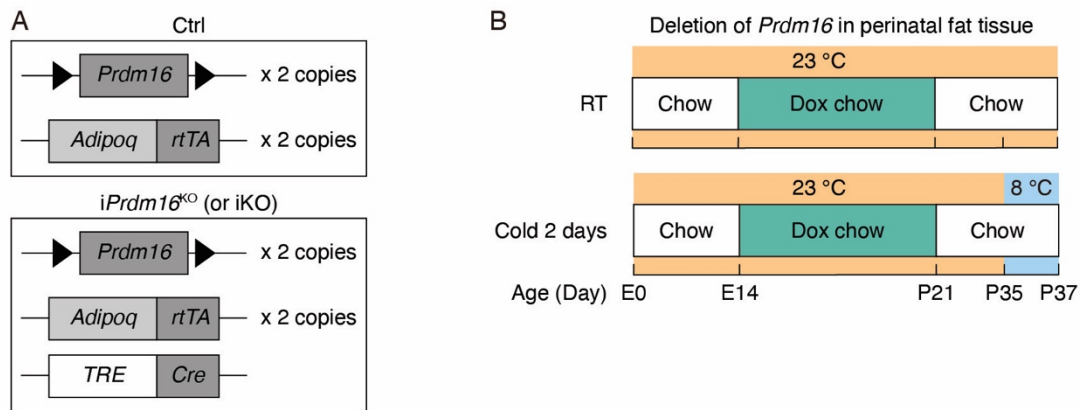 A
Ctrl
Prdm16 x 2 copies
Adipoq rtTA x 2 copies
iPrdm16KO (or iKO)
Prdm16 x 2 copies
Adipoq rtTA x 2 copies
TRE Cre
B
Deletion of Prdm16 in perinatal fat tissue
23 °C
RT Chow Dox chow Chow
23 °C 8 °C
Cold 2 days Chow Dox chow Chow
Age (Day) E0 E14 P21 P35 P37